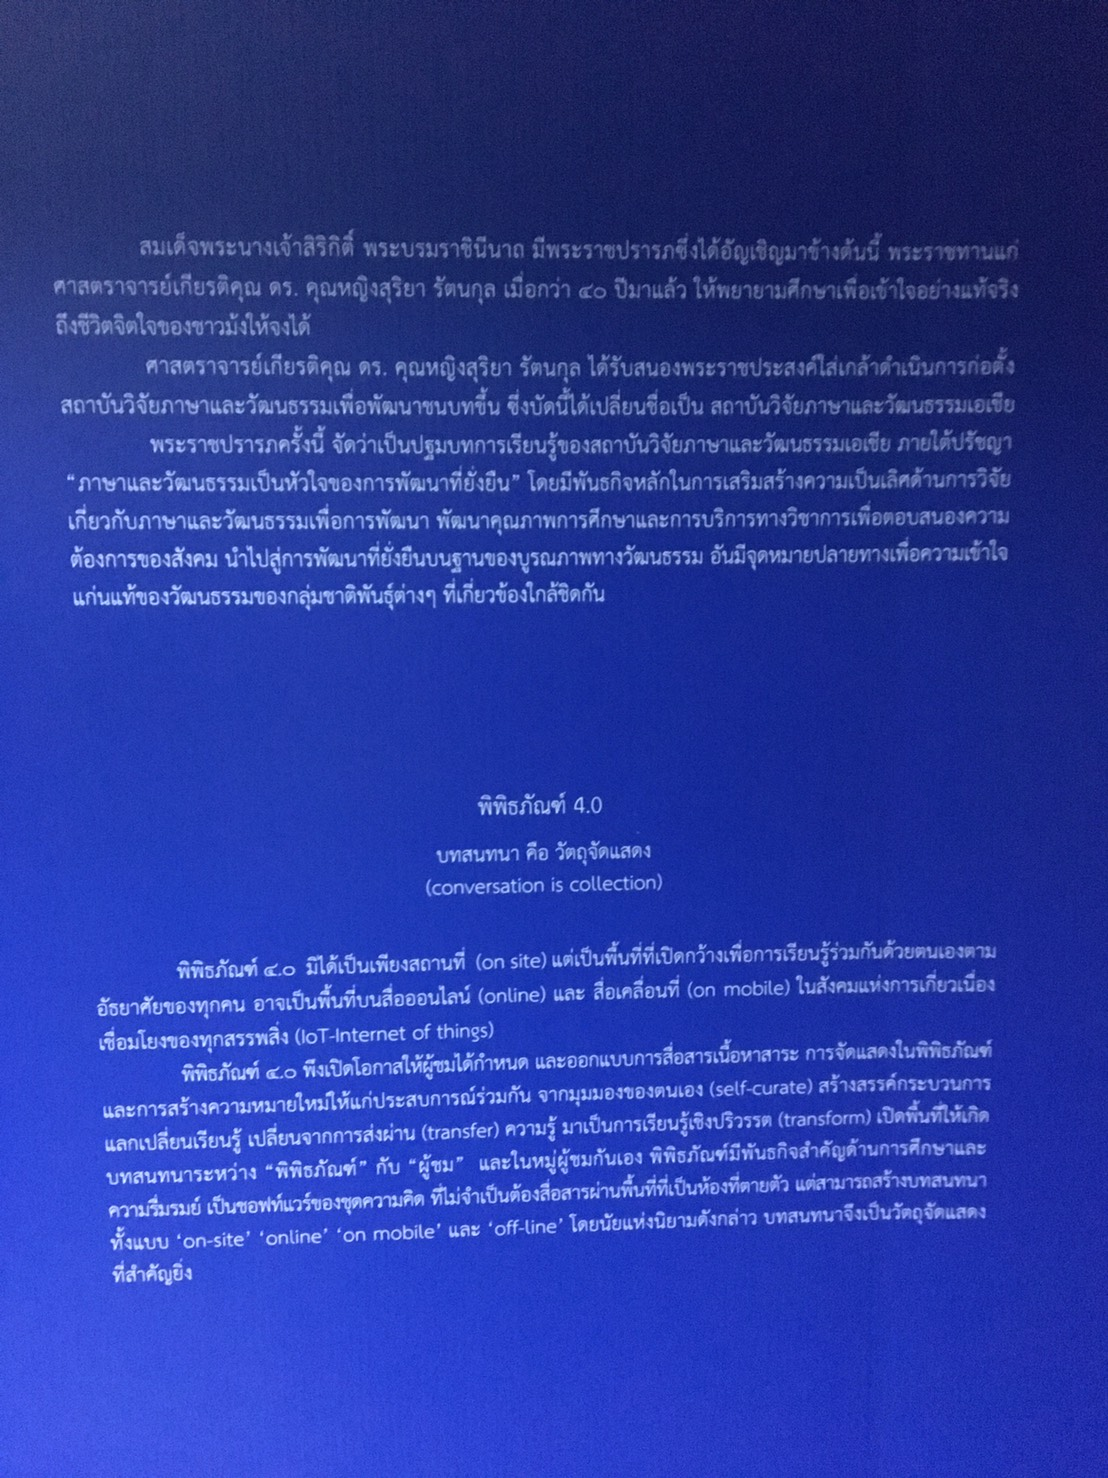 สมเด็จพระนางเจ้าสิริกิติ์ พระบรมราชินีนาถ มีพระราชปรารภซึ่งได้อัญเชิญมาข้างต้นนี้ พระราชทานแก่
ศาสตราจารย์เกียรติคุณ ดร. คุณหญิงสุริยา รัตนกุล เมื่อกว่า ๔๐ ปีมาแล้ว ให้พยายามศึกษาเพื่อเข้าใจอย่างแท้จริง
ถึงชีวิตจิตใจของชาวม้งให้จงได้
ศาสตราจารย์เกียรติคุณ ดร. คุณหญิงสุริยา รัตนกุล ได้รับสนองพระราชประสงค์ใส่เกล้าดำเนินการก่อตั้ง
สถาบันวิจัยภาษาและวัฒนธรรมเพื่อพัฒนาชนบทขึ้น ซึ่งบัดนี้ได้เปลี่ยนชื่อเป็น สถาบันวิจัยภาษาและวัฒนธรรมเอเชีย
พระราชปรารภครั้งนี้ จัดว่าเป็นปฐมบทการเรียนรู้ของสถาบันวิจัยภาษาและวัฒนธรรมเอเชีย ภายใต้ปรัชญา
“ภาษาและวัฒนธรรมเป็นหัวใจของการพัฒนาที่ยั่งยืน” โดยมีพันธกิจหลักในการเสริมสร้างความเป็นเลิศด้านการวิจัย
เกี่ยวกับภาษาและวัฒนธรรมเพื่อการพัฒนา พัฒนาคุณภาพการศึกษาและการบริการทางวิชาการเพื่อตอบสนองความ
ต้องการของสังคม นำไปสู่การพัฒนาที่ยั่งยืนบนฐานของบูรณภาพทางวัฒนธรรม อันมีจุดหมายปลายทางเพื่อความเข้าใจ
แก่นแท้ของวัฒนธรรมของกลุ่มชาติพันธุ์ต่างๆ ที่เกี่ยวข้องใกล้ชิดกัน
พิพิธภัณฑ์ 4.0
บทสนทนา คือ วัตถุจัดแสดง
(conversation is collection)
พิพิธภัณฑ์ ๔.๐ มิได้เป็นเพียงสถานที่ (on site) แต่เป็นพื้นที่ที่เปิดกว้างเพื่อการเรียนรู้ร่วมกันด้วยตนเองตาม
อัธยาศัยของทุกคน อาจเป็นพื้นที่บนสื่อออนไลน์ (online) และ สื่อเคลื่อนที่ (on mobile) ในสังคมแห่งการเกี่ยวเนื่อง
เชื่อมโยงของทุกสรรพสิ่ง (IoT-Internet of things)
พิพิธภัณฑ์ ๔.๐ พึงเปิดโอกาสให้ผู้ชมได้กำหนด และออกแบบการสื่อสารเนื้อหาสาระ การจัดแสดงในพิพิธภัณฑ์
และการสร้างความหมายใหม่ให้แก่ประสบการณ์ร่วมกัน จากมุมมองของตนเอง (self-curate) สร้างสรรค์กระบวนการ
แลกเปลี่ยนเรียนรู้ เปลี่ยนจากการส่งผ่าน (transfer) ความรู้ มาเป็นการเรียนรู้เชิงปริวรรต (transform) เปิดพื้นที่ให้เกิด
บทสนทนาระหว่าง “พิพิธภัณฑ์” กับ “ผู้ชม” และในหมู่ผู้ชมกันเอง พิพิธภัณฑ์มีพันธกิจสำคัญด้านการศึกษาและ
ความรื่นรมย์ เป็นซอฟท์แวร์ของชุดความคิด ที่ไม่จำเป็นต้องสื่อสารผ่านพื้นที่ที่เป็นห้องที่ตายตัว แต่สามารถสร้างบทสนทนา
ทั้งแบบ ‘on-site’ ‘online’ ‘on mobile’ และ ‘off-line’ โดยนัยแห่งนิยามดังกล่าว บทสนทนาจึงเป็นวัตถุจัดแสดง
ที่สำคัญยิ่ง